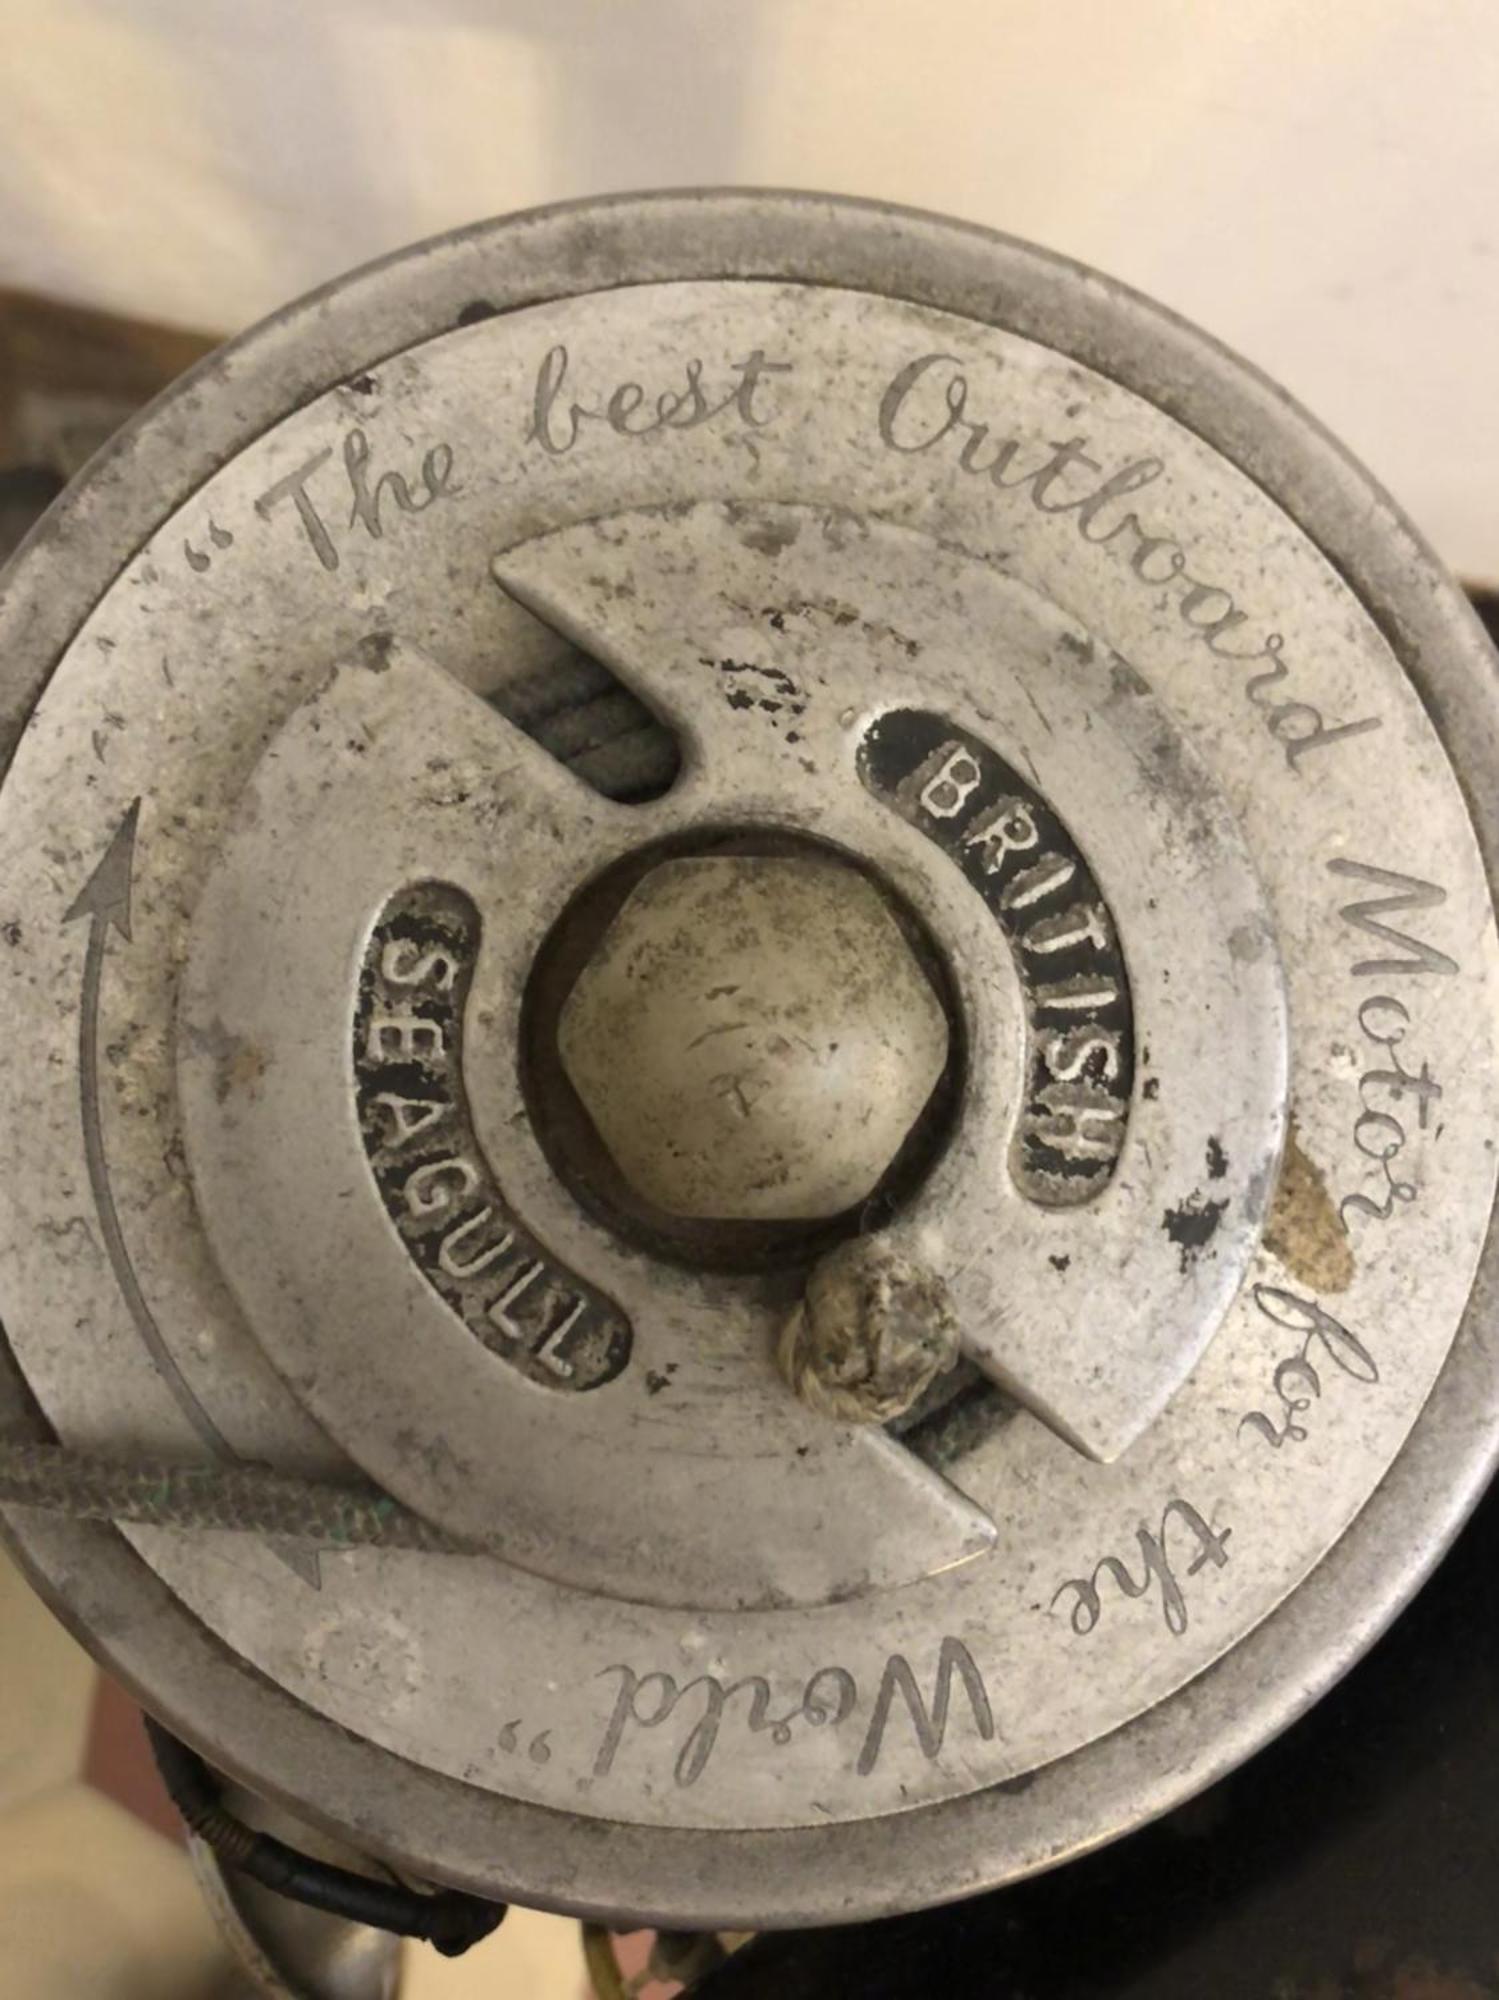 “The best Outboard Motor for the World”
BRITISH
SEAGULL